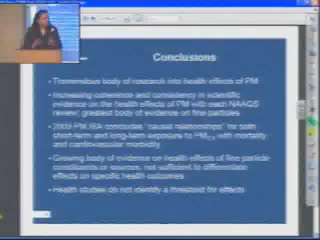 Conclusions
• Tremendous body of research into health effects of PM
• Increasing coherence and consistency in scientific
evidence on the health effects of PM with each NAAQS
review; greatest body of evidence on fine particles
• 2009 PM ISA concludes "causal relationships" for both
short-term and long-term exposure to PM2.5 with mortality
and cardiovascular morbidity
• Growing body of evidence on health effects of fine particle
constituents or sources, not sufficient to differentiate
effects on specific health outcomes
• Health studies do not identify a threshold for effects